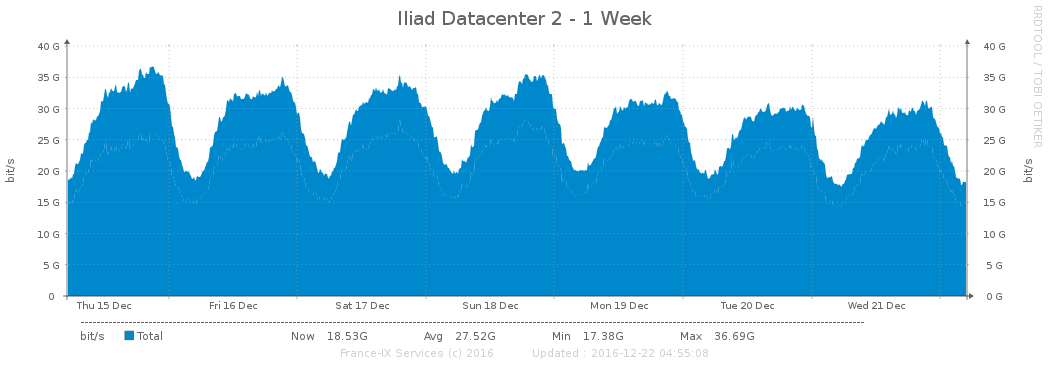 Iliad Datacenter 2 - 1 Week
RRDTOOL / TOBI OETIKER
40 G 40 G
35 G 35 G
30 G 30 G
25 G 25 G
20 G 20 G
15 G 15 G
10 G 10 G
5 G 5 G
0 0 G
bit/s bit/s
Thu 15 Dec Fri 16 Dec Sat 17 Dec Sun 18 Dec Mon 19 Dec Tue 20 Dec Wed 21 Dec
bit/s Total Now 18.53G Avg 27.52G Min 17.38G Max 36.69G
France-IX Services (c) 2016 Updated : 2016-12-22 04:55:08